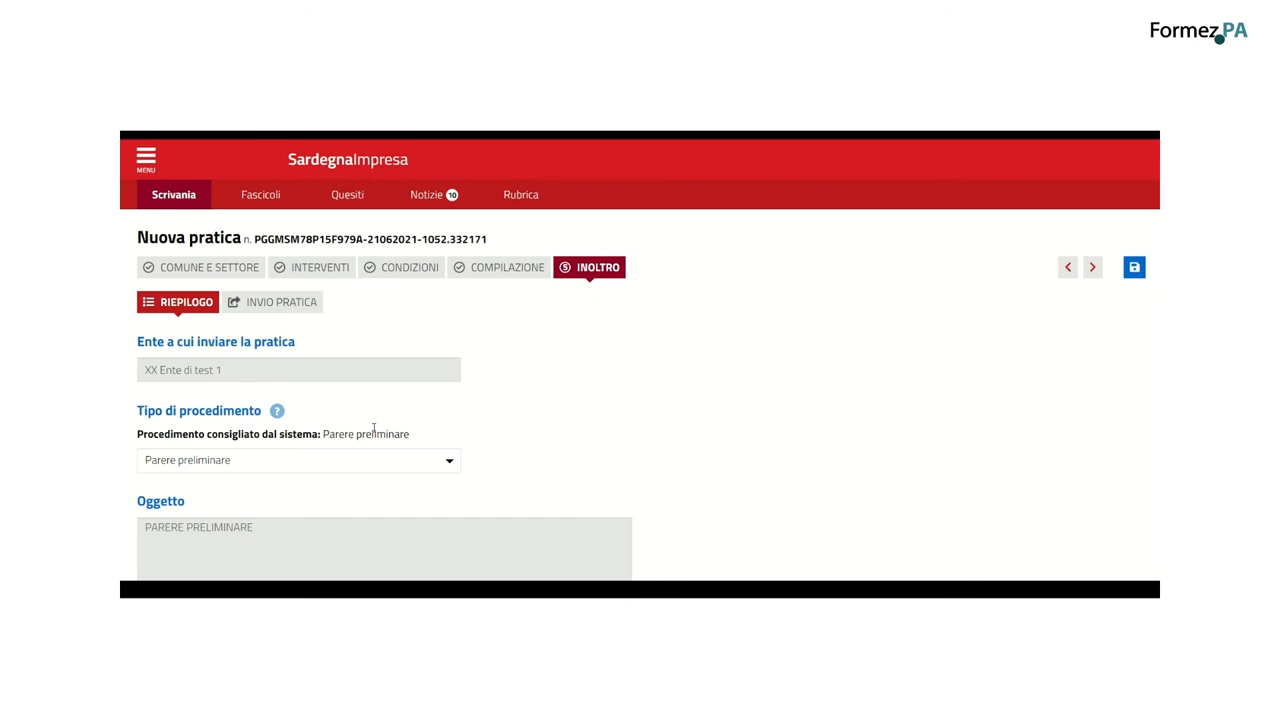 Formez PA
MENU
SardegnaImpresa
Scrivania Fascicoli Quesiti Notizie 10 Rubrica
Nuova pratica n. PGGMSM78P15F979A-21062021-1052.332171
COMUNE E SETTORE INTERVENTI CONDIZIONI COMPILAZIONE 5 INOLTRO
RIEPILOGO INVIO PRATICA
Ente a cui inviare la pratica
XX Ente di test 1
Tipo di procedimento ?
Procedimento consigliato dal sistema: Parere preliminare
Parere preliminare
Oggetto
PARERE PRELIMINARE